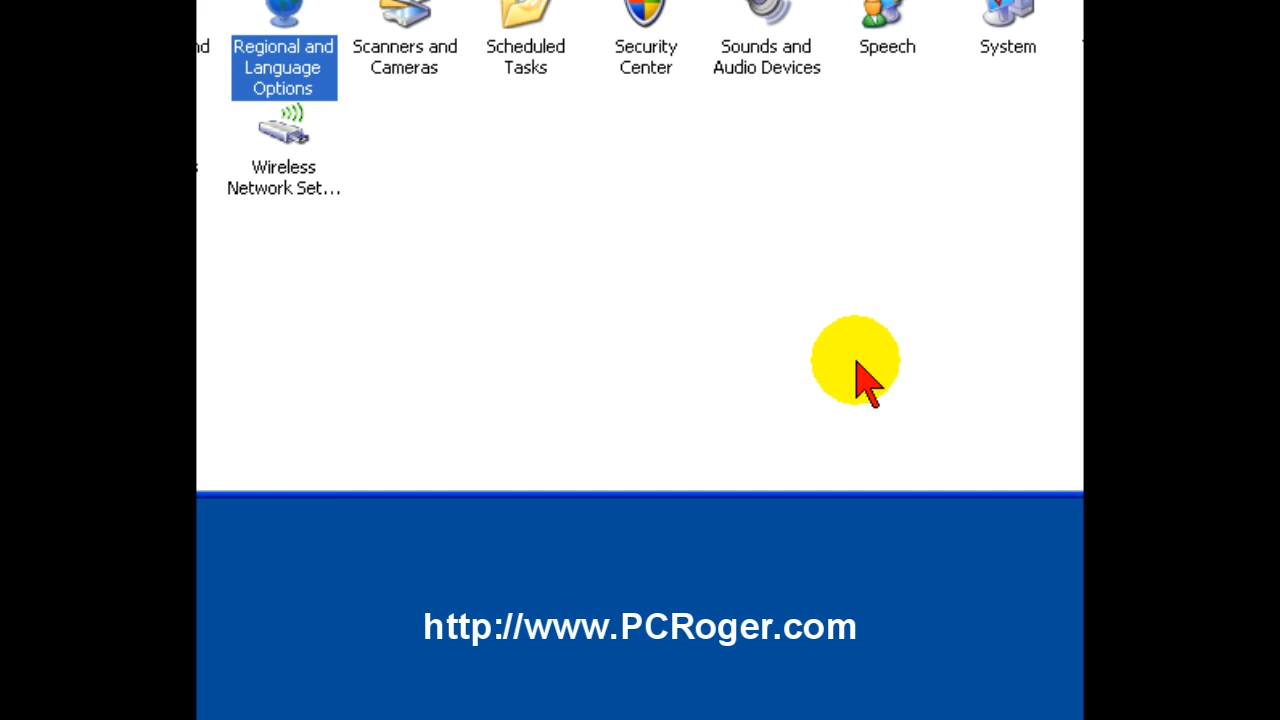 nd
Regional and
Language
Options
Scanners and
Cameras
Scheduled
Tasks
Security
Center
Sounds and
Audio Devices
Speech
System
s
Wireless
Network Set...
http://www.PCRoger.com